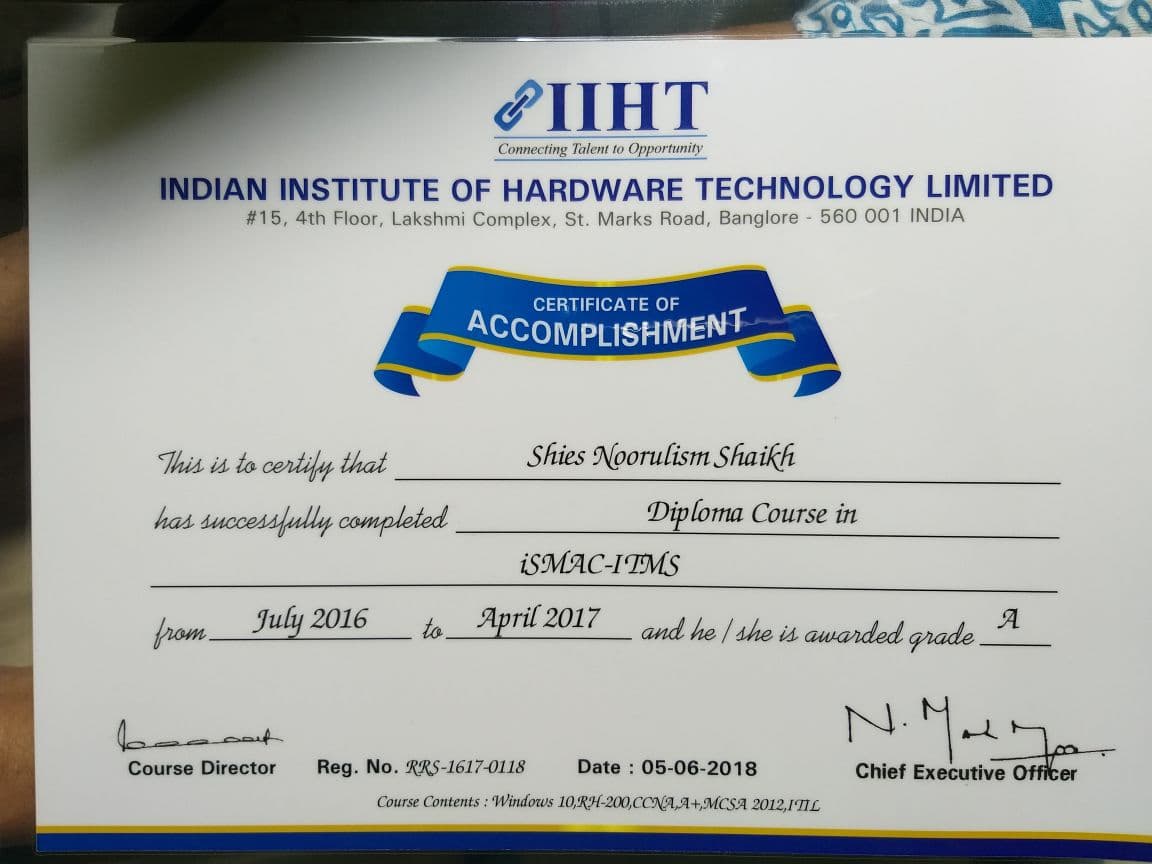 IIHT
Connecting Talent to Opportunity
INDIAN INSTITUTE OF HARDWARE TECHNOLOGY LIMITED
#15, 4th Floor, Lakshmi Complex, St. Marks Road, Banglore - 560 001 INDIA
CERTIFICATE OF
ACCOMPLISHMENT
This is to certify that Shies Noorulism Shaikh
has successfully completed Diploma Course in
iSMAC-ITMS
from July 2016 to April 2017 and he / she is awarded grade A
Course Director Reg. No. RRS-1617-0118 Date : 05-06-2018 Chief Executive Officer
Course Contents : Windows 10,RH-200,CCNA,A+,MCSA 2012,ITIL